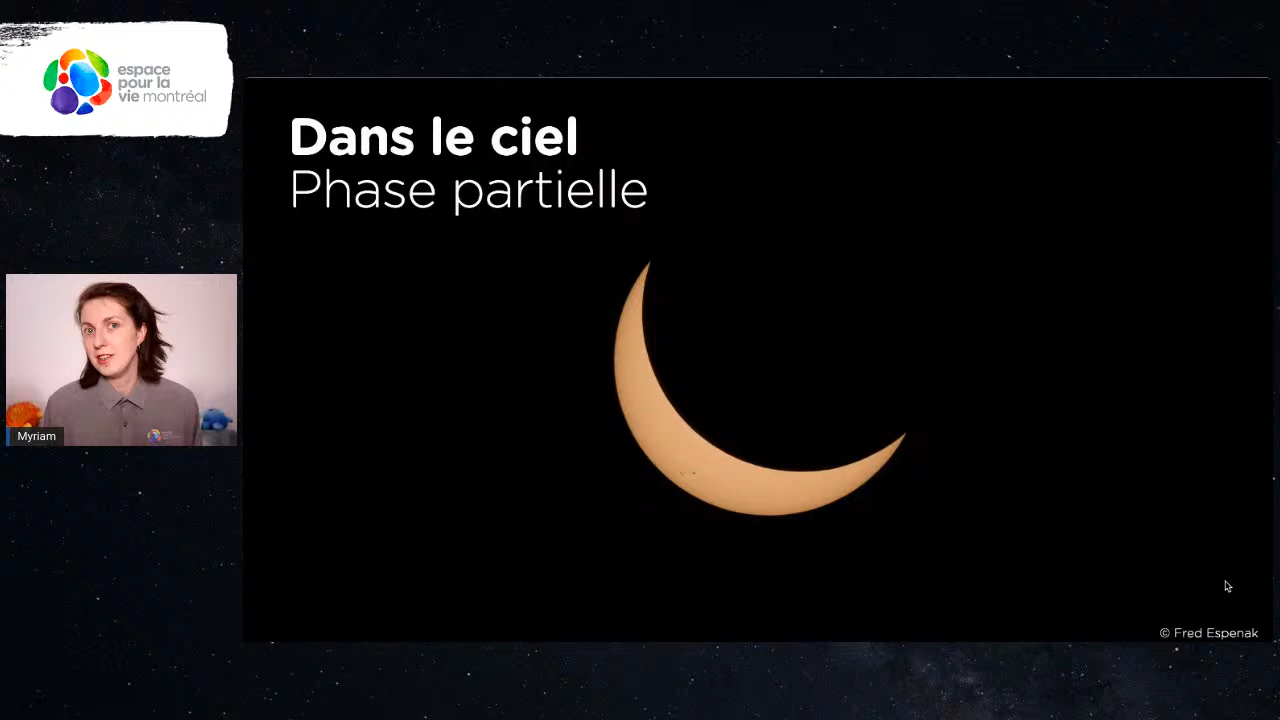 espace
pour la
vie montréal
Dans le ciel
Phase partielle
Myriam
© Fred Espenak